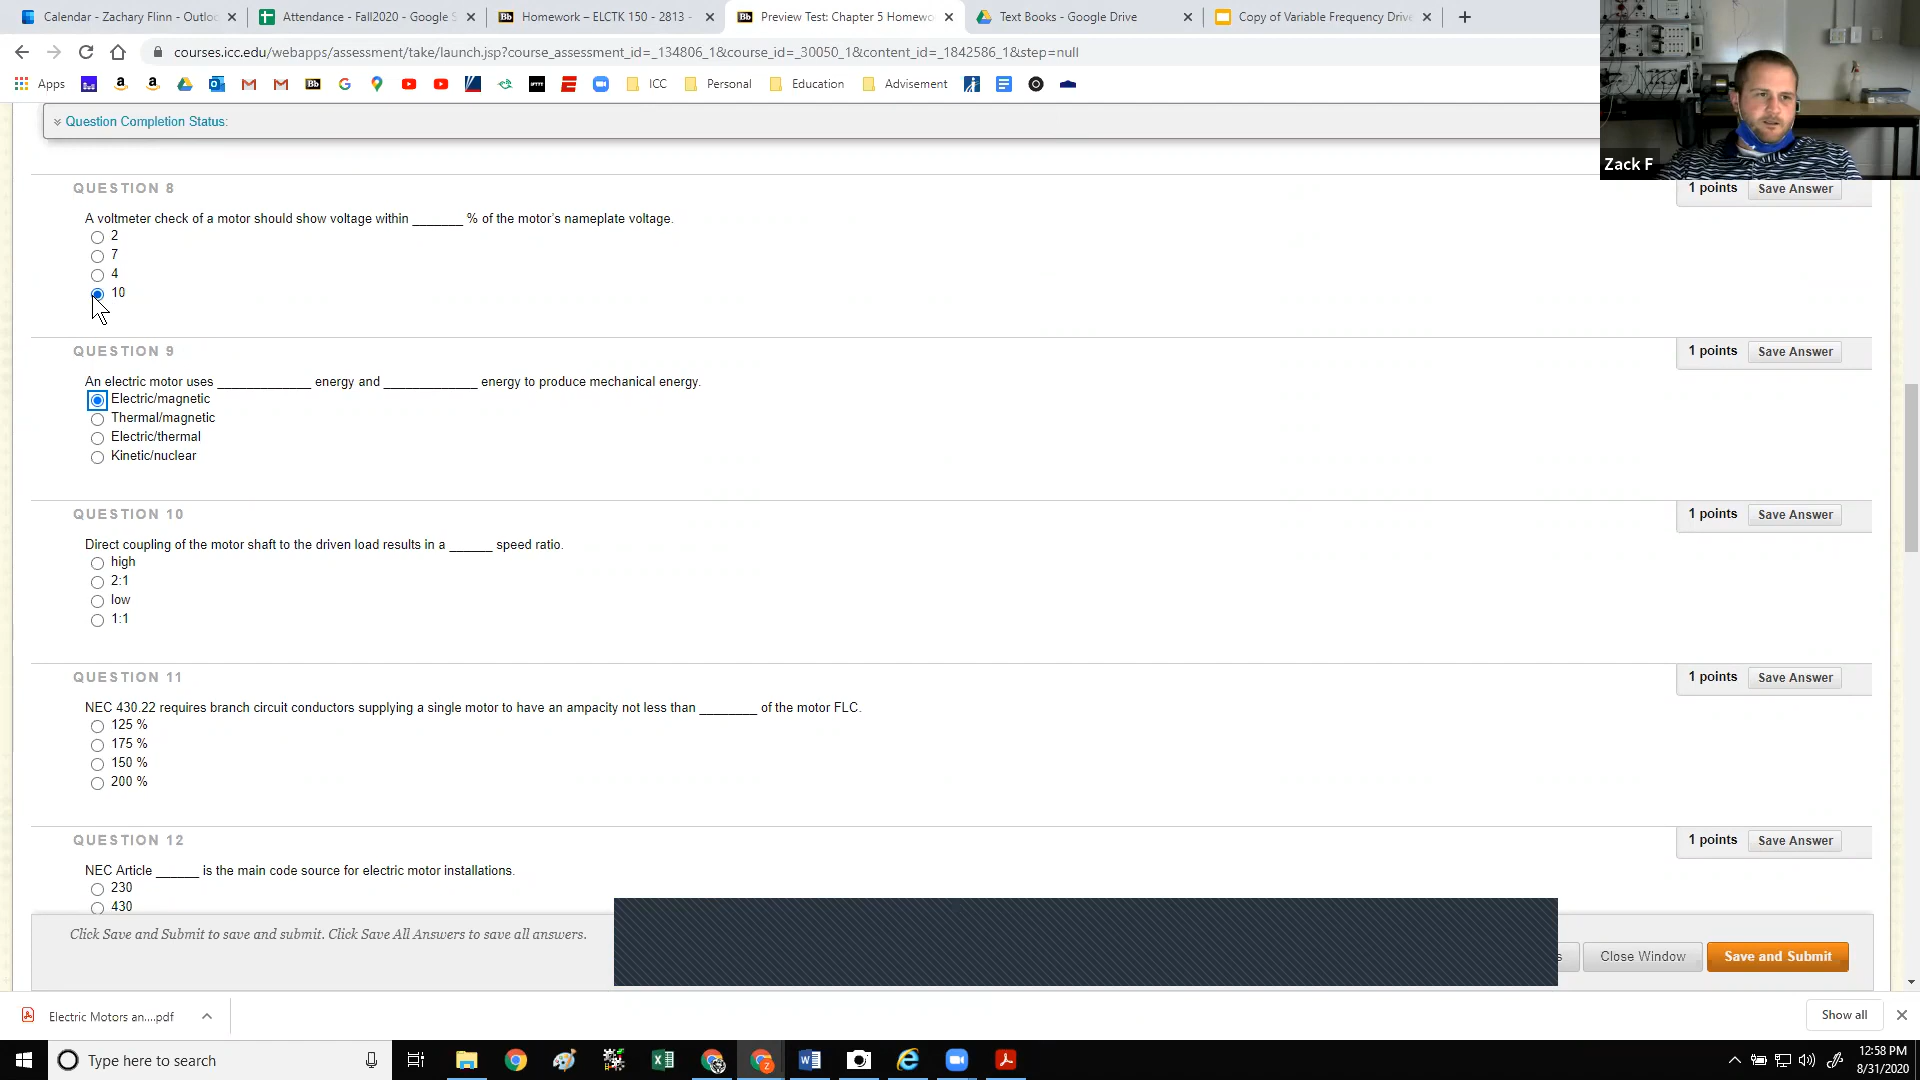 Calendar - Zachary Flinn - Outlo
Attendance - Fall2020 - Google S
Homework – ELCTK 150 - 2813 -
Preview Test: Chapter 5 Homewo
Text Books - Google Drive
Copy of Variable Frequency Drive
courses.icc.edu/webapps/assessment/take/launch.jsp?course_assessment_id=_134806_1&course_id=_30050_1&content_id=_1842586_1&step=null
Apps
ICC
Personal
Education
Advisement
Question Completion Status:
Zack F
QUESTION 8
1 points
Save Answer
A voltmeter check of a motor should show voltage within _______ % of the motor's nameplate voltage.
2
7
4
10
QUESTION 9
1 points
Save Answer
An electric motor uses _____________ energy and _____________ energy to produce mechanical energy.
Electric/magnetic
Thermal/magnetic
Electric/thermal
Kinetic/nuclear
QUESTION 10
1 points
Save Answer
Direct coupling of the motor shaft to the driven load results in a ______ speed ratio.
high
2:1
low
1:1
QUESTION 11
1 points
Save Answer
NEC 430.22 requires branch circuit conductors supplying a single motor to have an ampacity not less than ________ of the motor FLC.
125 %
175 %
150 %
200 %
QUESTION 12
1 points
Save Answer
NEC Article ______ is the main code source for electric motor installations.
230
430
Click Save and Submit to save and submit. Click Save All Answers to save all answers.
s
Close Window
Save and Submit
Electric Motors an....pdf
Show all
Type here to search
12:58 PM
8/31/2020